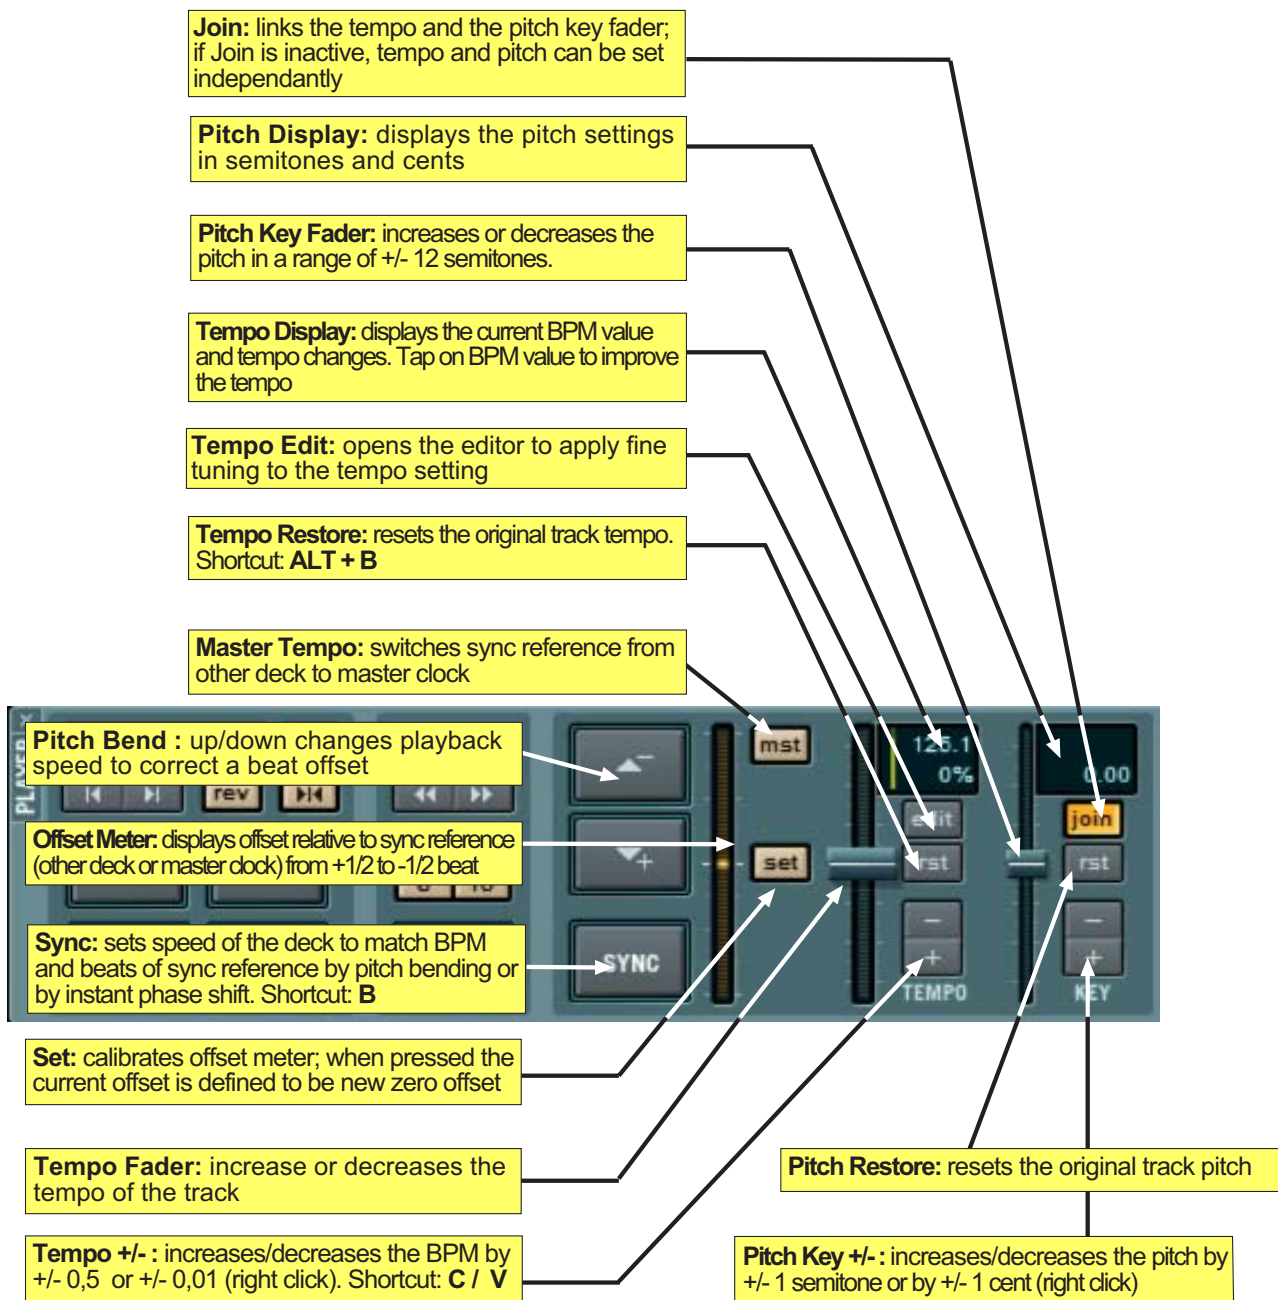 Join: links the tempo and the pitch key fader;
if Join is inactive, tempo and pitch can be set
independantly
Pitch Display: displays the pitch settings
in semitones and cents
Pitch Key Fader: increases or decreases the
pitch in a range of +/- 12 semitones.
Tempo Display: displays the current BPM value
and tempo changes. Tap on BPM value to improve
the tempo
Tempo Edit: opens the editor to apply fine
tuning to the tempo setting
Tempo Restore: resets the original track tempo.
Shortcut: ALT + B
Master Tempo: switches sync reference from
other deck to master clock
PLAYER X
Pitch Bend : up/down changes playback
speed to correct a beat offset
rev
Offset Meter: displays offset relative to sync reference
(other deck or master clock) from +1/2 to -1/2 beat
Sync: sets speed of the deck to match BPM
and beats of sync reference by pitch bending or
by instant phase shift. Shortcut: B
−
+
SYNC
mst
set
0%
edit
rst
−
+
TEMPO
0.00
join
rst
−
+
KEY
Set: calibrates offset meter; when pressed the
current offset is defined to be new zero offset
Tempo Fader: increase or decreases the
tempo of the track
Pitch Restore: resets the original track pitch
Tempo +/- : increases/decreases the BPM by
+/- 0,5 or +/- 0,01 (right click). Shortcut: C / V
Pitch Key +/- : increases/decreases the pitch by
+/- 1 semitone or by +/- 1 cent (right click)